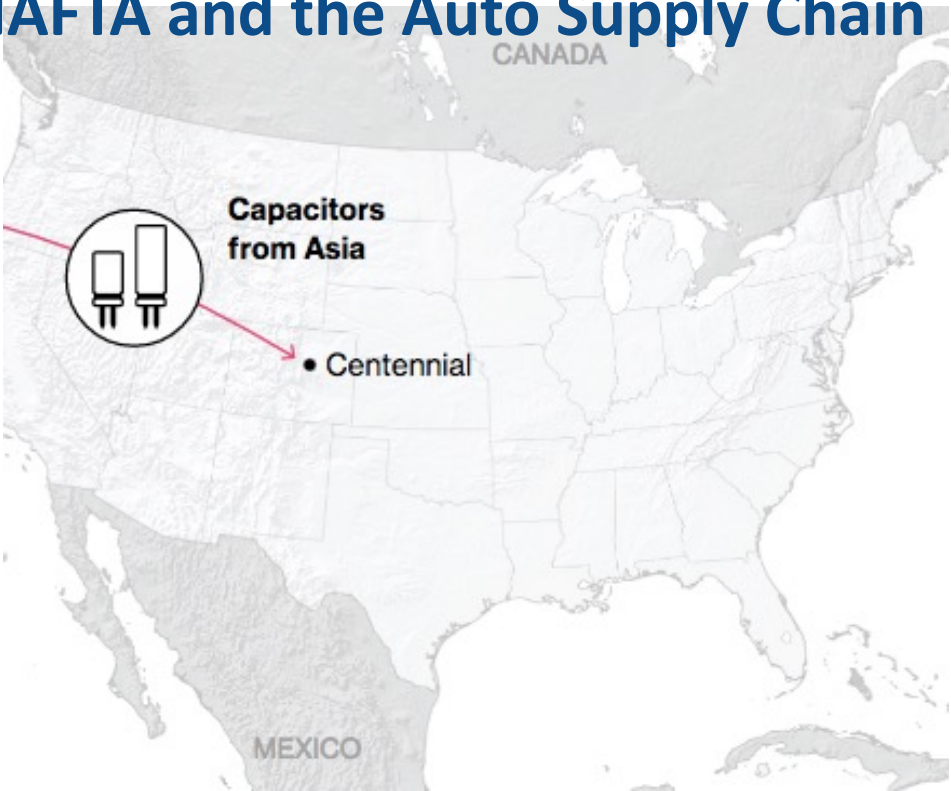 AFTA and the Auto Supply Chain
CANADA
Capacitors
from Asia
Centennial
MEXICO